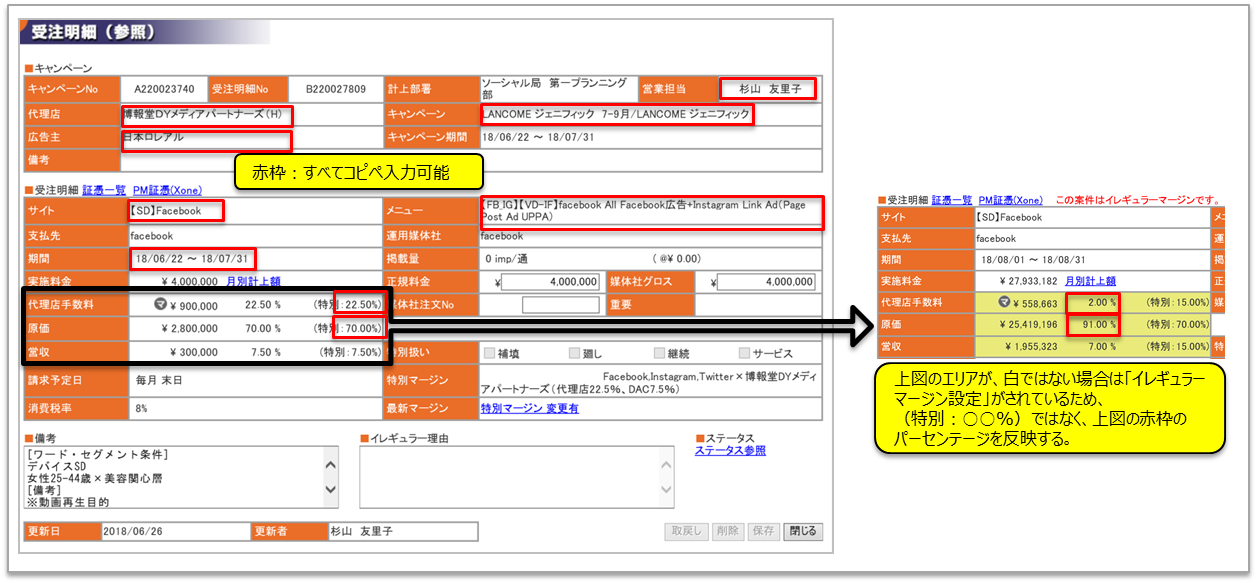 受注明細（参照）
■キャンペーン
キャンペーンNo A220023740 受注明細No B220027809 計上部署 ソーシャル局　第一プランニング部 営業担当 杉山　友里子
代理店 博報堂DYメディアパートナーズ（H） キャンペーン LANCOME ジェニフィック　7-9月/LANCOME ジェニフィック
広告主 日本ロレアル キャンペーン期間 18/06/22 ～ 18/07/31
備考
赤枠：すべてコピペ入力可能
■受注明細 証憑一覧 PM証憑(Xone)
サイト 【SD】Facebook メニュー 【FB_IG】【VD-IF】facebook All Facebook広告+Instagram Link Ad（Page
Post Ad UPPA）
支払先 facebook 運用媒体社 facebook
期間 18/06/22 ～ 18/07/31 掲載量 0 imp/通 （ @¥ 0.00）
実施料金 ¥ 4,000,000 月別計上額 正規料金 ¥ 4,000,000 媒体社グロス ¥ 4,000,000
代理店手数料 ¥ 900,000 22.50 % （特別：22.50%） 媒体社注文No 重要
原価 ¥ 2,800,000 70.00 % （特別：70.00%）
営収 ¥ 300,000 7.50 % （特別：7.50%） 特別扱い 補填 廻し 継続 サービス
請求予定日 毎月 末日 特別マージン Facebook,Instagram,Twitter×博報堂DYメディ
アパートナーズ（代理店22.5%、DAC7.5%）
消費税率 8% 最新マージン 特別マージン 変更有
■備考 ■イレギュラー理由 ■ステータス
ステータス参照
[ワード・セグメント条件]
デバイスSD
女性25-44歳×美容関心層
[備考]
※動画再生目的
更新日 2018/06/26 更新者 杉山　友里子 取戻し 削除 保存 閉じる
■受注明細 証憑一覧 PM証憑(Xone) この案件はイレギュラーマージンです。
サイト 【SD】Facebook
支払先 facebook 運
期間 18/08/01 ～ 18/08/31 掲
実施料金 ¥ 27,933,182 月別計上額 正
代理店手数料 ¥ 558,663 2.00 % （特別：15.00%） 媒
原価 ¥ 25,419,196 91.00 % （特別：70.00%）
営収 ¥ 1,955,323 7.00 % （特別：15.00%） 特
上図のエリアが、白ではない場合は「イレギュラー
マージン設定」がされているため、
（特別：○○%）ではなく、上図の赤枠の
パーセンテージを反映する。